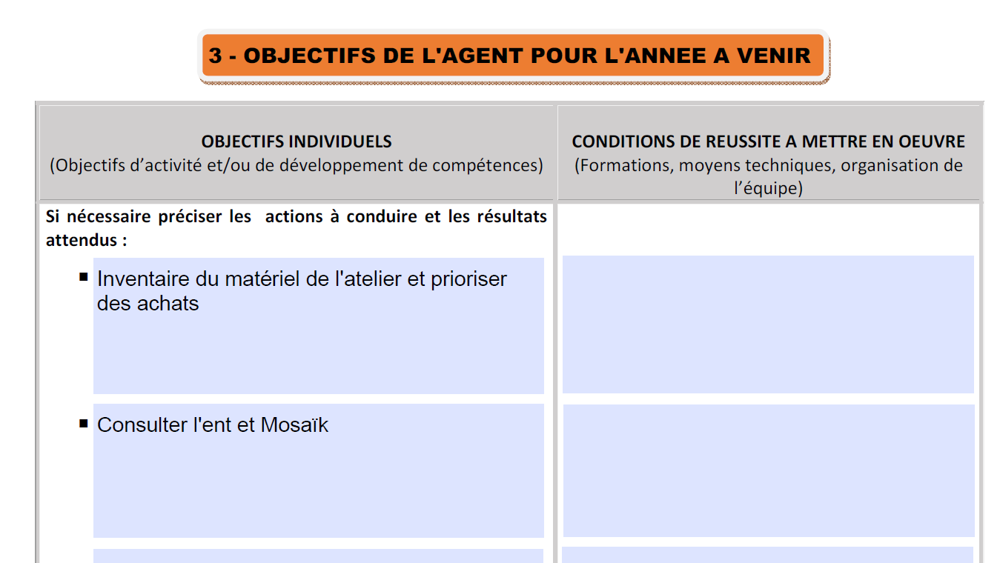 3 - OBJECTIFS DE L'AGENT POUR L'ANNEE A VENIR
OBJECTIFS INDIVIDUELS
(Objectifs d’activité et/ou de développement de compétences)
CONDITIONS DE REUSSITE A METTRE EN OEUVRE
(Formations, moyens techniques, organisation de
l’équipe)
Si nécessaire préciser les actions à conduire et les résultats
attendus :
▪ Inventaire du matériel de l'atelier et prioriser
des achats
▪ Consulter l'ent et Mosaïk